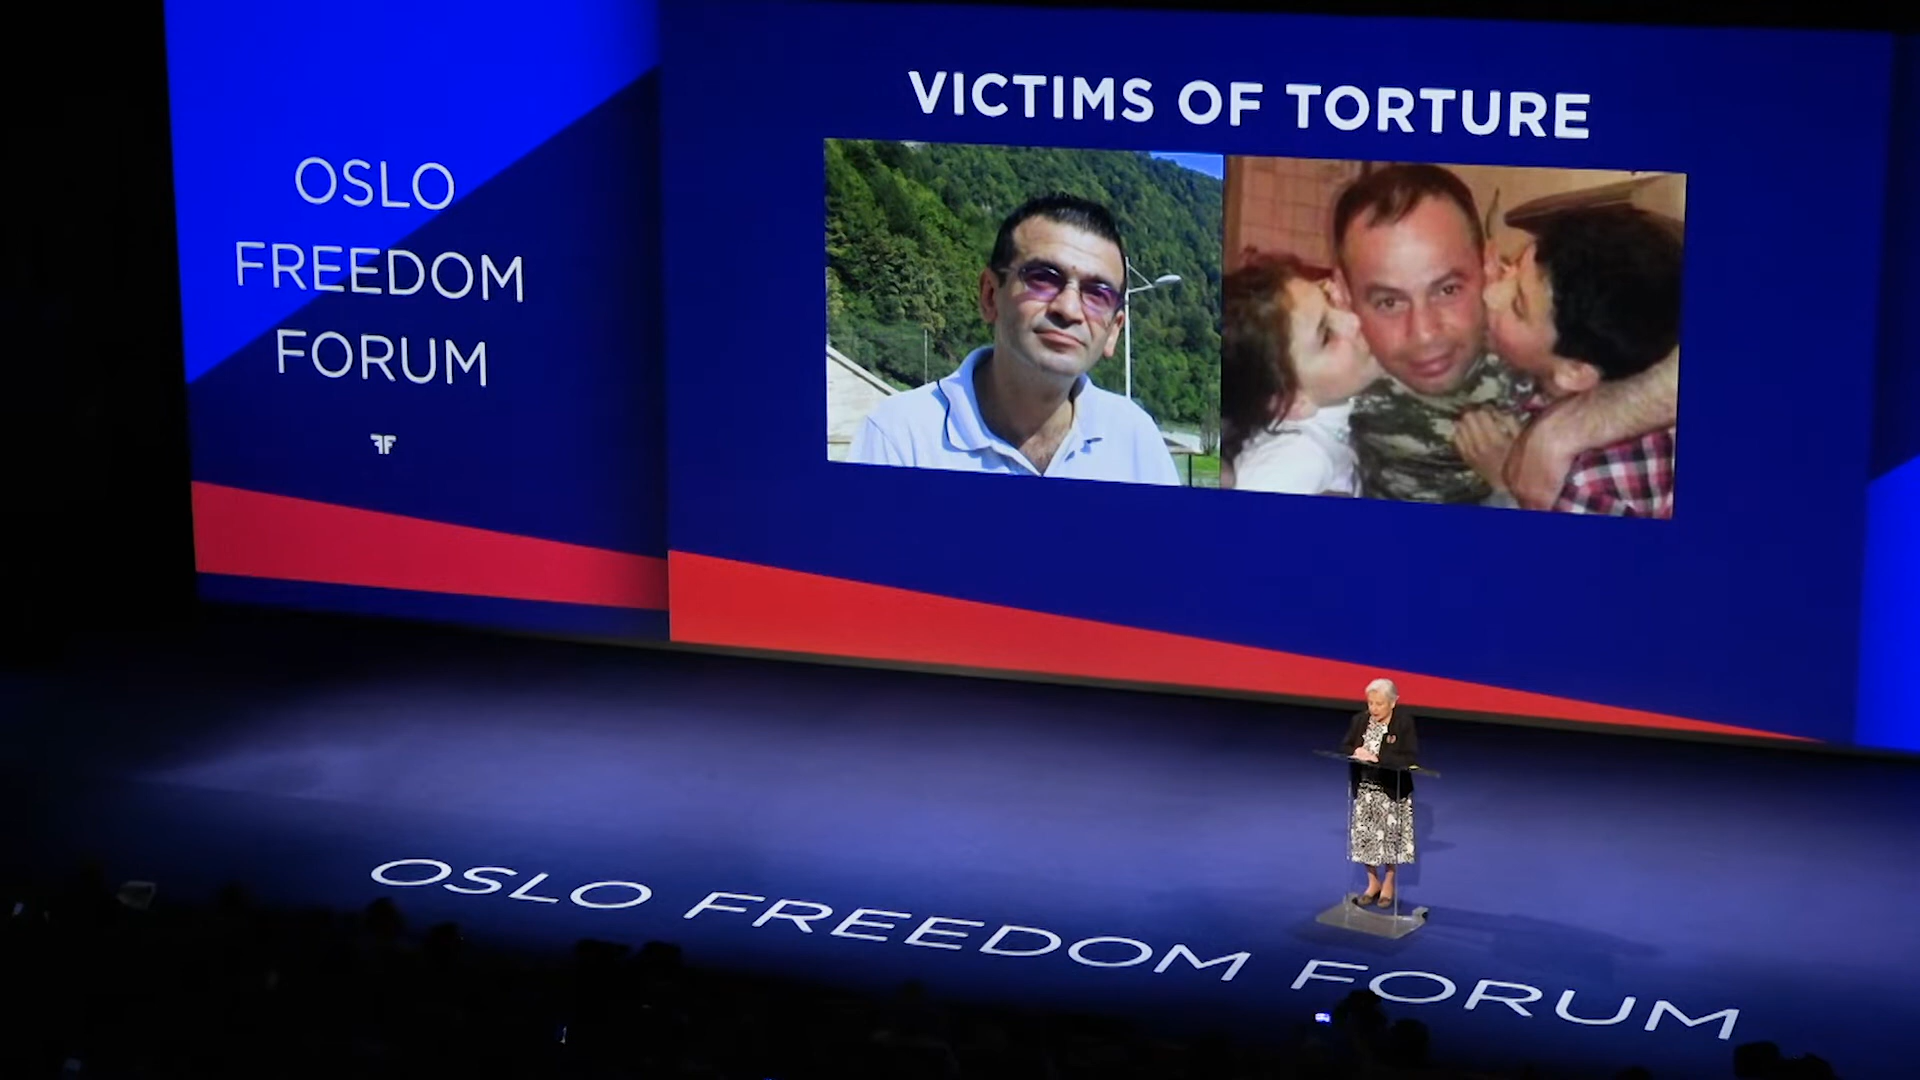 VICTIMS OF TORTURE
OSLO
FREEDOM
FORUM
OSLO FREEDOM FORUM